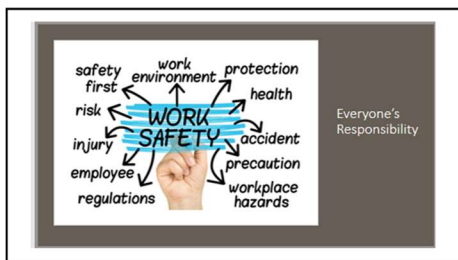 safety
first
work
environment
protection
health
risk
WORK
SAFETY
injury
accident
employee
precaution
regulations
workplace
hazards
Everyone's
Responsibility